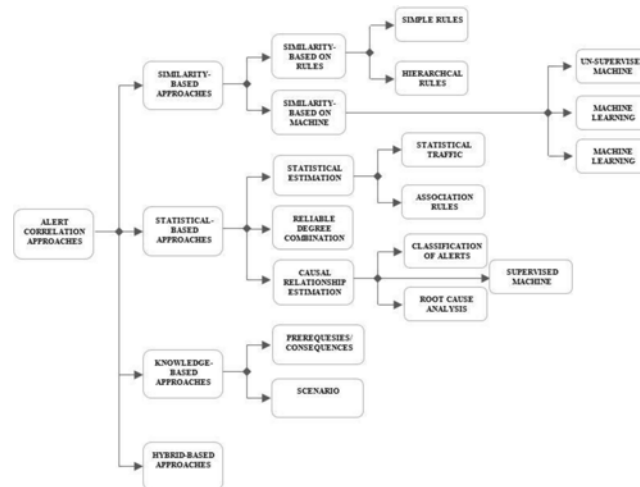 SIMPLE RULES
SIMILARITY-
BASED ON
RULES
UN-SUPERVISED
MACHINE
SIMILARITY-
BASED
APPROACHES
HIERARCHCAL
RULES
SIMILARITY-
BASED ON
MACHINE
MACHINE
LEARNING
STATISTICAL
TRAFFIC
MACHINE
LEARNING
STATISTICAL
ESTIMATION
ASSOCIATION
RULES
ALERT
CORRELATION
APPROACHES
STATISTICAL-
BASED
APPROACHES
RELIABLE
DEGREE
COMBINATION
CLASSIFICATION
OF ALERTS
CAUSAL
RELATIONSHIP
ESTIMATION
SUPERVISED
MACHINE
ROOT CAUSE
ANALYSIS
PREREQUESIES/
CONSEQUENCES
KNOWLEDGE-
BASED
APPROACHES
SCENARIO
HYBRID-BASED
APPROACHES